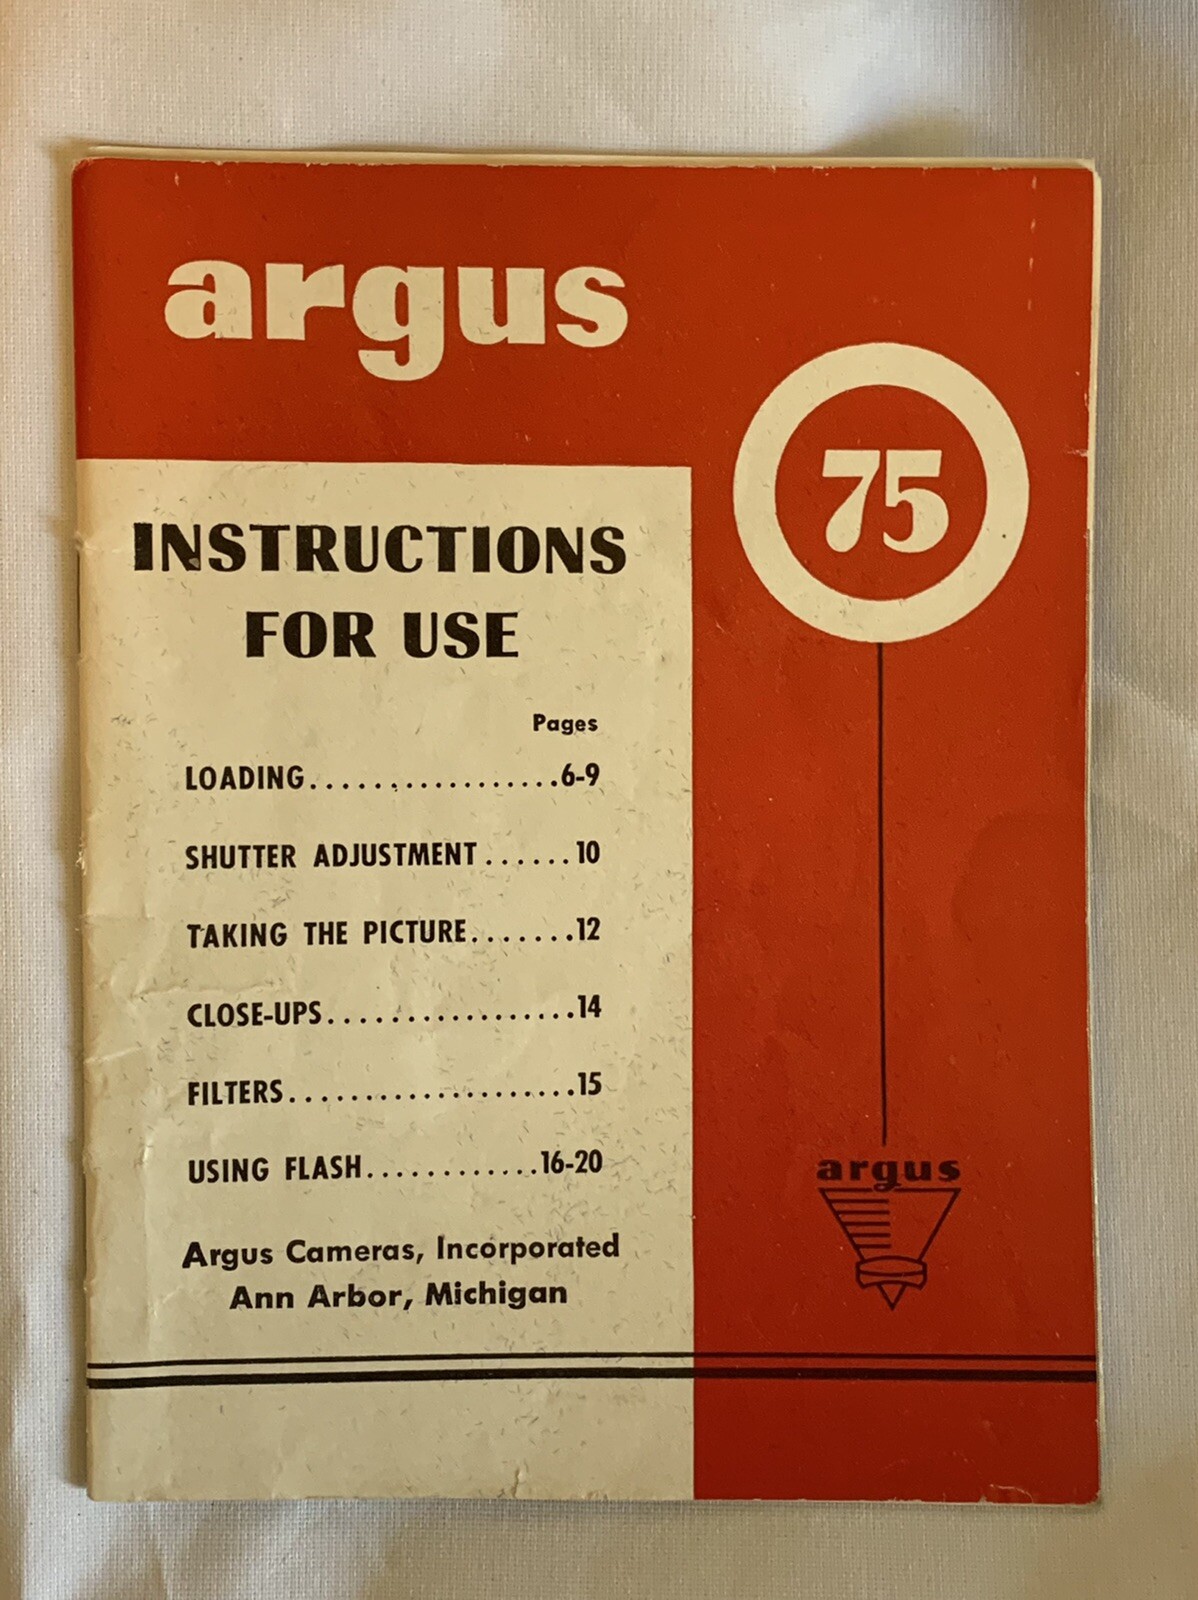 argus
75
INSTRUCTIONS
FOR USE
Pages
LOADING.................6-9
SHUTTER ADJUSTMENT......10
TAKING THE PICTURE.......12
CLOSE-UPS.................14
FILTERS...................15
USING FLASH............16-20
Argus Cameras, Incorporated
Ann Arbor, Michigan
argus